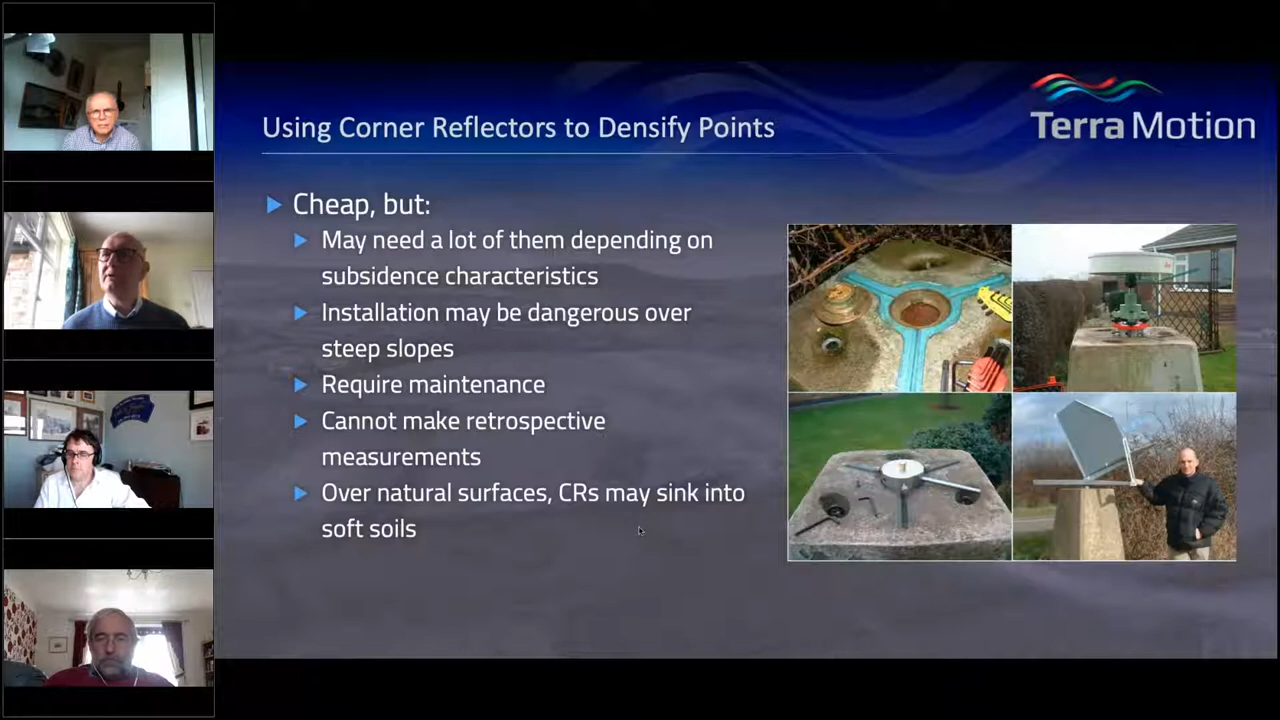 Using Corner Reflectors to Densify Points
Terra Motion
Cheap, but:
May need a lot of them depending on
subsidence characteristics
Installation may be dangerous over
steep slopes
Require maintenance
Cannot make retrospective
measurements
Over natural surfaces, CRs may sink into
soft soils